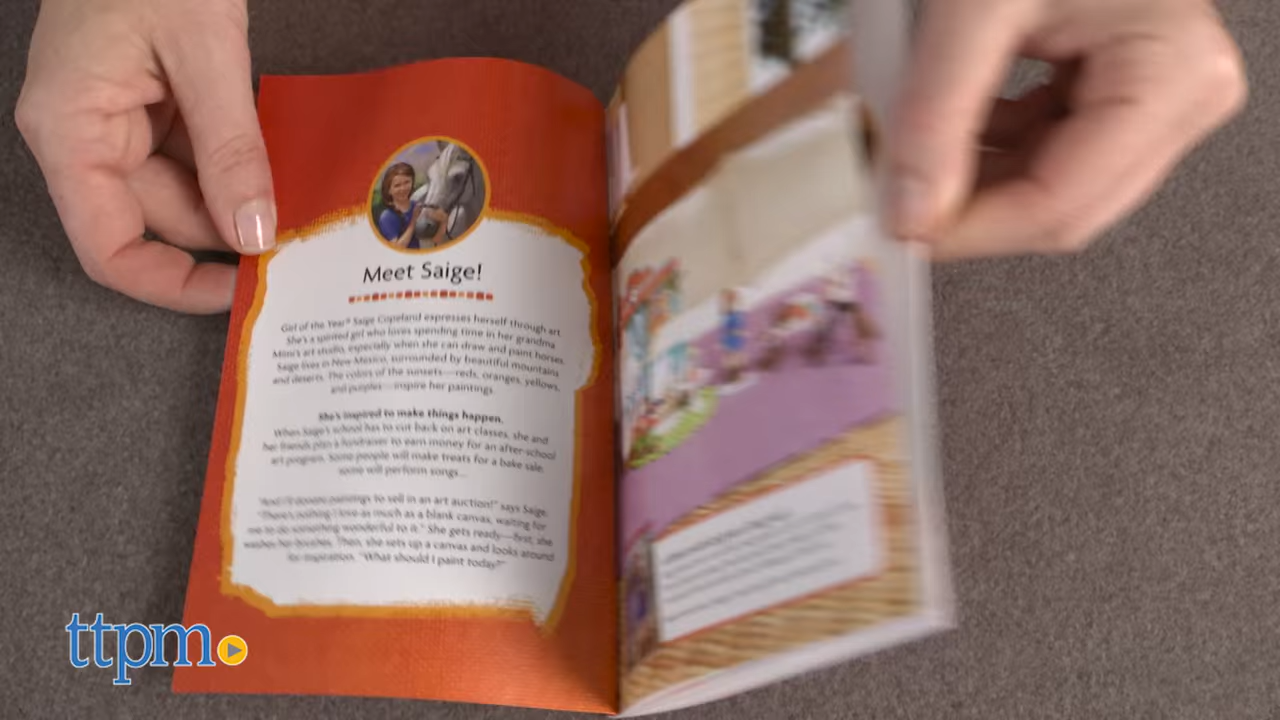 Meet Saige!
Girl of the Year® Saige Copeland expresses herself through art
She's a spirited girl who loves spending time in her grandma
Mimi's art studio, especially when she can draw and paint horses.
Saige lives in New Mexico, surrounded by beautiful mountains
and deserts. The colors of the sunsets—reds, oranges, yellows,
and purples—inspire her paintings.
She's inspired to make things happen.
When Saige's school has to cut back on art classes, she and
her friends plan a fundraiser to earn money for an after-school
art program. Some people will make treats for a bake sale,
some will perform songs...
"And I'll donate paintings to sell in an art auction!" says Saige.
"There's nothing I love as much as a blank canvas, waiting for
me to do something wonderful to it." She gets ready—first, she
washes her brushes. Then, she sets up a canvas and looks around
for inspiration. "What should I paint today?"
ttpm